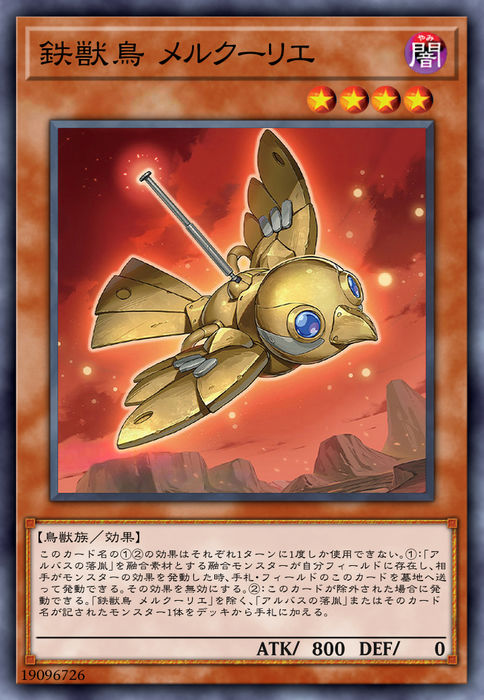 鉄獣鳥 メルクーリエ
やみ
闇
【鳥獣族／効果】
このカード名の①②の効果はそれぞれ1ターンに1度しか使用できない。①：「ア
ルバスの落胤」を融合素材とする融合モンスターが自分フィールドに存在し、相
手がモンスターの効果を発動した時、手札・フィールドのこのカードを墓地へ送
って発動できる。その効果を無効にする。②：このカードが除外された場合に発
動できる。「鉄獣鳥 メルクーリエ」を除く、「アルバスの落胤」またはそのカード
名が記されたモンスター1体をデッキから手札に加える。
ATK/ 800 DEF/ 0
19096726